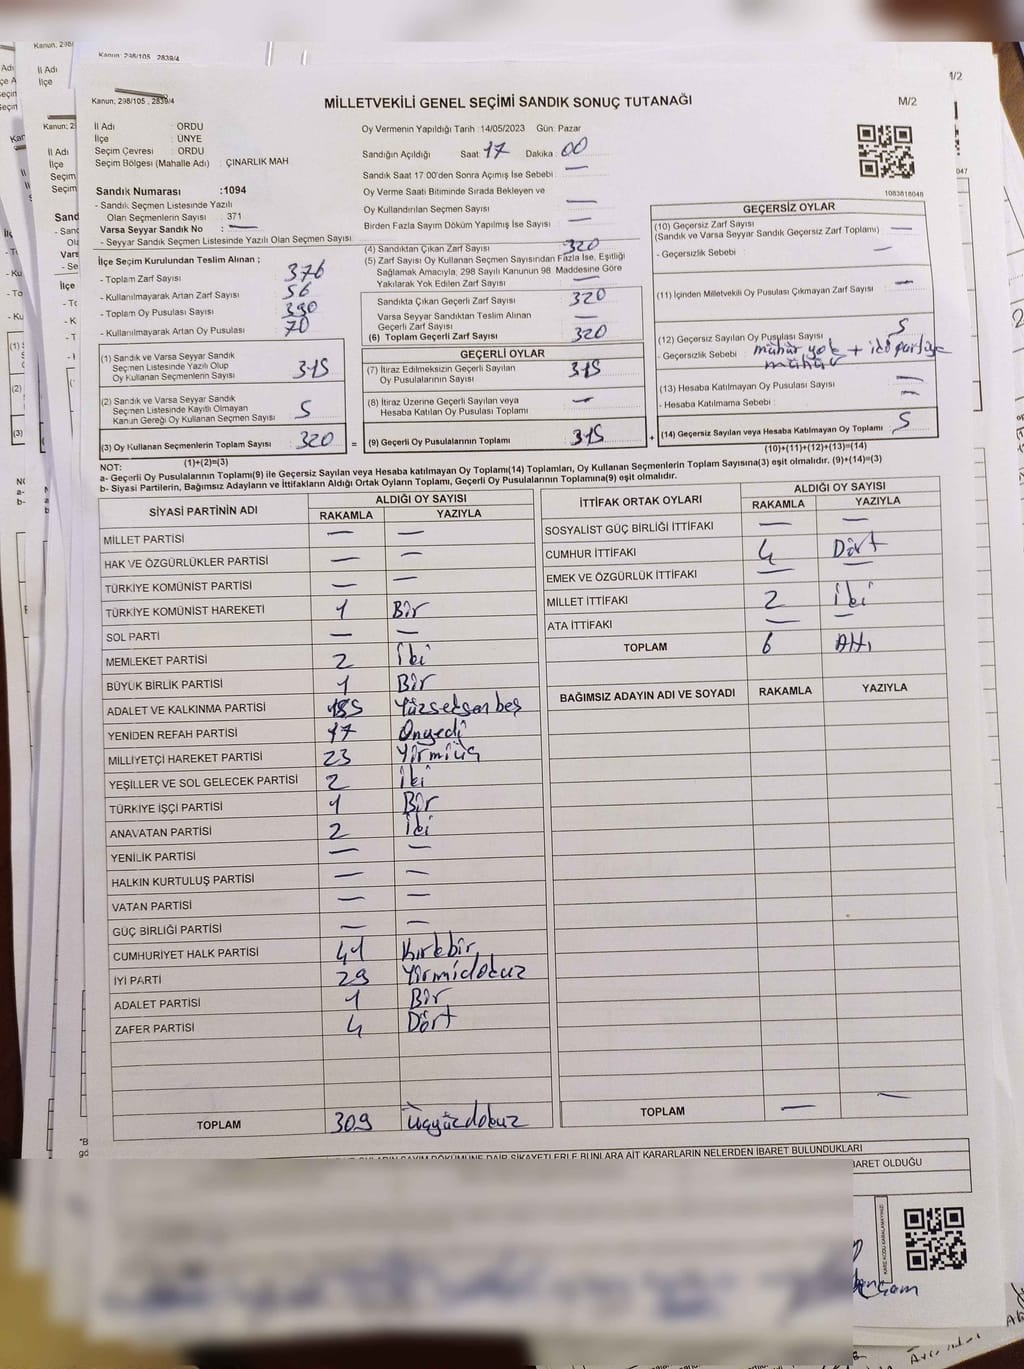 Kanun; 298/105, 2839/4
Kanun; 298/105, 2839/4
MİLLETVEKİLİ GENEL SEÇİMİ SANDIK SONUÇ TUTANAĞI
M/2
İl Adı : ORDU
İlçe : ÜNYE
Seçim Çevresi : ORDU
Seçim Bölgesi (Mahalle Adı) : ÇINARLIK MAH
Sandık Numarası :1094
- Sandık Seçmen Listesinde Yazılı
Olan Seçmenlerin Sayısı : 371
Varsa Seyyar Sandık No : —
- Seyyar Sandık Seçmen Listesinde Yazılı Olan Seçmen Sayısı
İlçe Seçim Kurulundan Teslim Alınan ;
- Toplam Zarf Sayısı 376
- Kullanılmayarak Artan Zarf Sayısı 56
- Toplam Oy Pusulası Sayısı 390
- Kullanılmayarak Artan Oy Pusulası 70
(1) Sandık ve Varsa Seyyar Sandık
Seçmen Listesinde Yazılı Olup
Oy Kullanan Seçmenlerin Sayısı 315
(2) Sandık ve Varsa Seyyar Sandık
Seçmen Listesinde Kayıtlı Olmayan
Kanun Gereği Oy Kullanan Seçmen Sayısı 5
(3) Oy Kullanan Seçmenlerin Toplam Sayısı 320 =
(1)+(2)=(3)
Oy Vermenin Yapıldığı Tarih :14/05/2023 Gün: Pazar
Sandığın Açıldığı Saat: 17 Dakika : 00
Sandık Saat 17 00'den Sonra Açımış İse Sebebi : —
Oy Verme Saati Bitiminde Sırada Bekleyen ve
Oy Kullandırılan Seçmen Sayısı —
Birden Fazla Sayım Döküm Yapılmış İse Sayısı —
(4) Sandıktan Çıkan Zarf Sayısı 320
(5) Zarf Sayısı Oy Kullanan Seçmen Sayısından Fazla İse, Eşitliği
Sağlamak Amacıyla, 298 Sayılı Kanunun 98 Maddesine Göre
Yakılarak Yok Edilen Zarf Sayısı —
Sandıkta Çıkan Geçerli Zarf Sayısı 320
Varsa Seyyar Sandıktan Teslim Alınan
Geçerli Zarf Sayısı —
(6) Toplam Geçerli Zarf Sayısı 320
GEÇERLİ OYLAR
(7) İtiraz Edilmeksizin Geçerli Sayılan
Oy Pusulalarının Sayısı 315
(8) İtiraz Üzerine Geçerli Sayılan veya
Hesaba Katılan Oy Pusulası Toplamı —
(9) Geçerli Oy Pusulalarının Toplamı 315 +
1083618048
GEÇERSİZ OYLAR
(10) Geçersiz Zarf Sayısı
(Sandık ve Varsa Seyyar Sandık Geçersiz Zarf Toplamı) —
- Geçersizlik Sebebi : —
(11) İçinden Milletvekili Oy Pusulası Çıkmayan Zarf Sayısı —
(12) Geçersiz Sayılan Oy Pusulası Sayısı 5
- Geçersizlik Sebebi mühür yok + iki partiye
mühür
(13) Hesaba Katılmayan Oy Pusulası Sayısı —
- Hesaba Katılmama Sebebi : —
(14) Geçersiz Sayılan veya Hesaba Katılmayan Oy Toplamı 5
(10)+(11)+(12)+(13)=(14)
NOT:
a- Geçerli Oy Pusulalarının Toplamı(9) ile Geçersiz Sayılan veya Hesaba katılmayan Oy Toplamı(14) Toplamları, Oy Kullanan Seçmenlerin Toplam Sayısına(3) eşit olmalıdır. (9)+(14)=(3)
b- Siyasi Partilerin, Bağımsız Adayların ve İttifakların Aldığı Ortak Oyların Toplamı, Geçerli Oy Pusulalarının Toplamına(9) eşit olmalıdır.
SİYASİ PARTİNİN ADI ALDIĞI OY SAYISI
RAKAMLA YAZIYLA
MİLLET PARTİSİ — —
HAK VE ÖZGÜRLÜKLER PARTİSİ — —
TÜRKİYE KOMÜNİST PARTİSİ — —
TÜRKİYE KOMÜNİST HAREKETİ 1 Bir
SOL PARTİ — —
MEMLEKET PARTİSİ 2 İki
BÜYÜK BİRLİK PARTİSİ 1 Bir
ADALET VE KALKINMA PARTİSİ 185 Yüzseksenbeş
YENİDEN REFAH PARTİSİ 17 Onyedi
MİLLİYETÇİ HAREKET PARTİSİ 23 Yirmiüç
YEŞİLLER VE SOL GELECEK PARTİSİ 2 İki
TÜRKİYE İŞÇİ PARTİSİ 1 Bir
ANAVATAN PARTİSİ 2 İki
YENİLİK PARTİSİ — —
HALKIN KURTULUŞ PARTİSİ — —
VATAN PARTİSİ — —
GÜÇ BİRLİĞİ PARTİSİ — —
CUMHURİYET HALK PARTİSİ 41 Kırkbir
İYİ PARTİ 29 Yirmidokuz
ADALET PARTİSİ 1 Bir
ZAFER PARTİSİ 4 Dört
TOPLAM 309 Üçyüzdokuz
İTTİFAK ORTAK OYLARI ALDIĞI OY SAYISI
RAKAMLA YAZIYLA
SOSYALİST GÜÇ BİRLİĞİ İTTİFAKI — —
CUMHUR İTTİFAKI 4 Dört
EMEK VE ÖZGÜRLÜK İTTİFAKI — —
MİLLET İTTİFAKI 2 İki
ATA İTTİFAKI — —
TOPLAM 6 Altı
BAĞIMSIZ ADAYIN ADI VE SOYADI RAKAMLA YAZIYLA
TOPLAM — —
DÖKÜMÜNE DAİR ŞİKAYETLERLE BUNLARA AİT KARARLARIN NELERDEN İBARET BULUNDUKLARI
BARET OLDUĞU